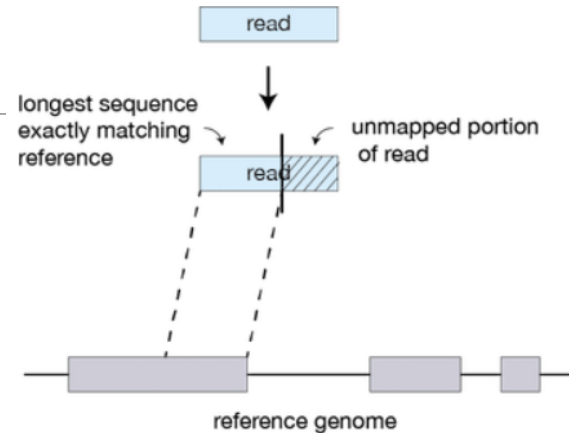 read
longest sequence
exactly matching
reference
unmapped portion
of read
read
reference genome